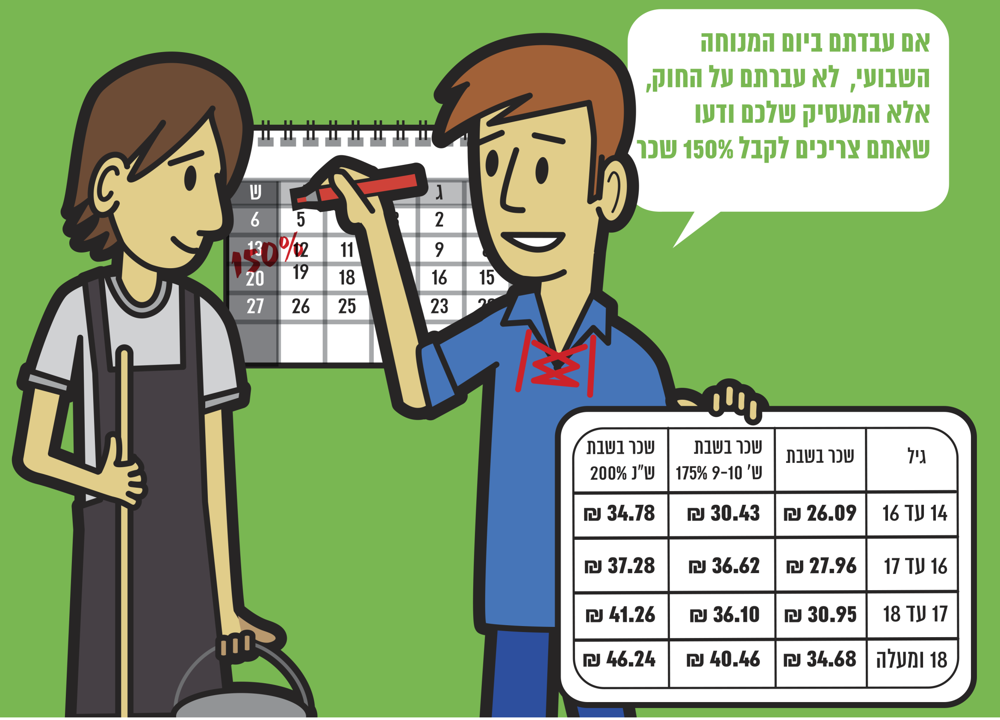 אם עבדתם ביום המנוחה
השבועי, לא עברתם על החוק,
אלא המעסיק שלכם ודעו
שאתם צריכים לקבל 150% שכר
ג ש
2 5 6
9 11 12 13
15 16 18 19 20
23 25 26 27
150%
גיל שכר בשבת שכר בשבת שכר בשבת
ש' 9-10 175% ש"נ 200%
14 עד 16 26.09 ₪ 30.43 ₪ 34.78 ₪
16 עד 17 27.96 ₪ 36.62 ₪ 37.28 ₪
17 עד 18 30.95 ₪ 36.10 ₪ 41.26 ₪
18 ומעלה 34.68 ₪ 40.46 ₪ 46.24 ₪